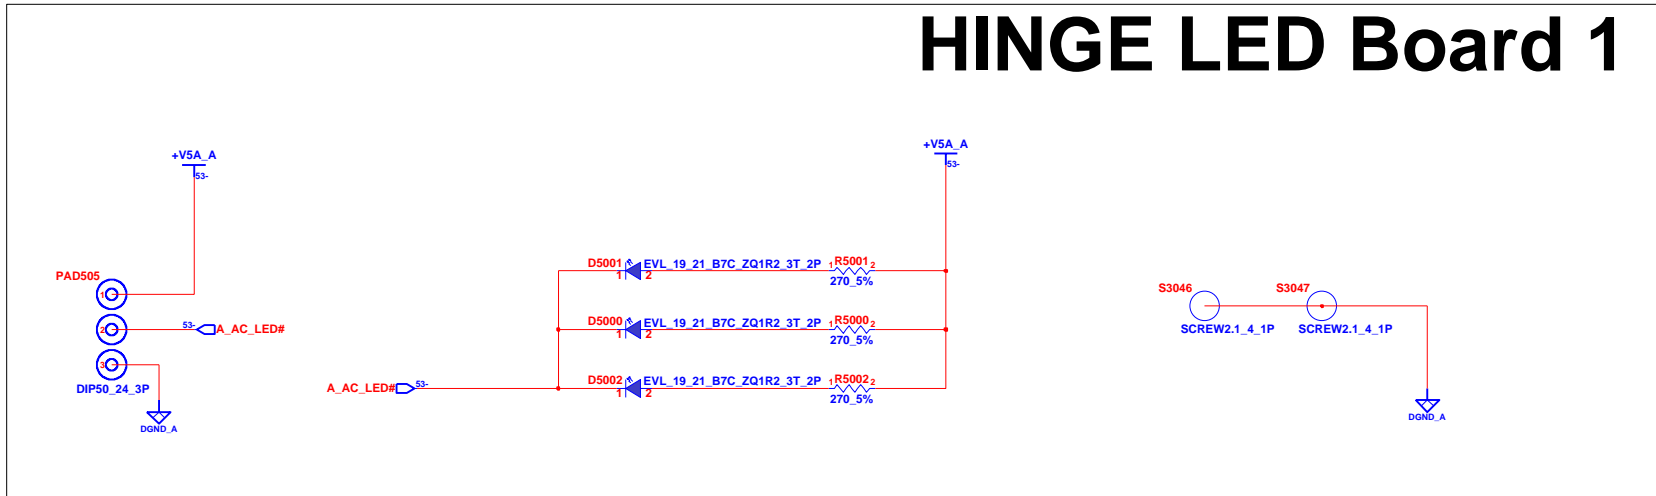 HINGE LED Board 1
+V5A_A
53-
PAD505
1
2
53-
A_AC_LED#
3
DIP50_24_3P
DGND_A
+V5A_A
53-
D5001
EVL_19_21_B7C_ZQ1R2_3T_2P
1
2
1
R5001
2
270_5%
D5000
EVL_19_21_B7C_ZQ1R2_3T_2P
1
2
1
R5000
2
270_5%
A_AC_LED#
53-
D5002
EVL_19_21_B7C_ZQ1R2_3T_2P
1
2
1
R5002
2
270_5%
S3046
SCREW2.1_4_1P
S3047
SCREW2.1_4_1P
DGND_A